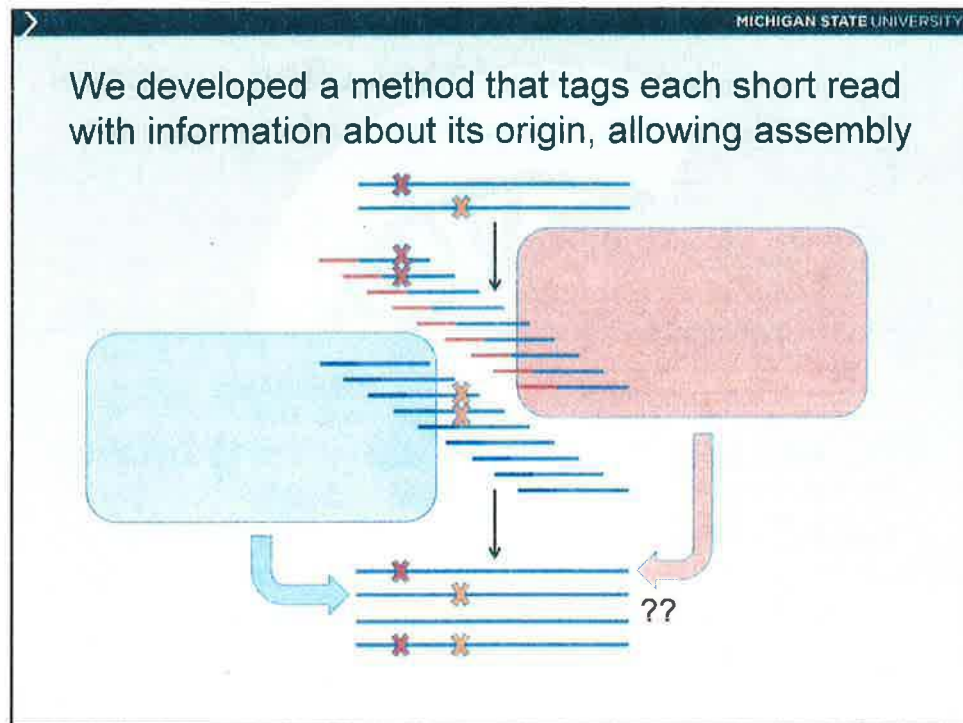 MICHIGAN STATE UNIVERSITY
We developed a method that tags each short read
with information about its origin, allowing assembly
??